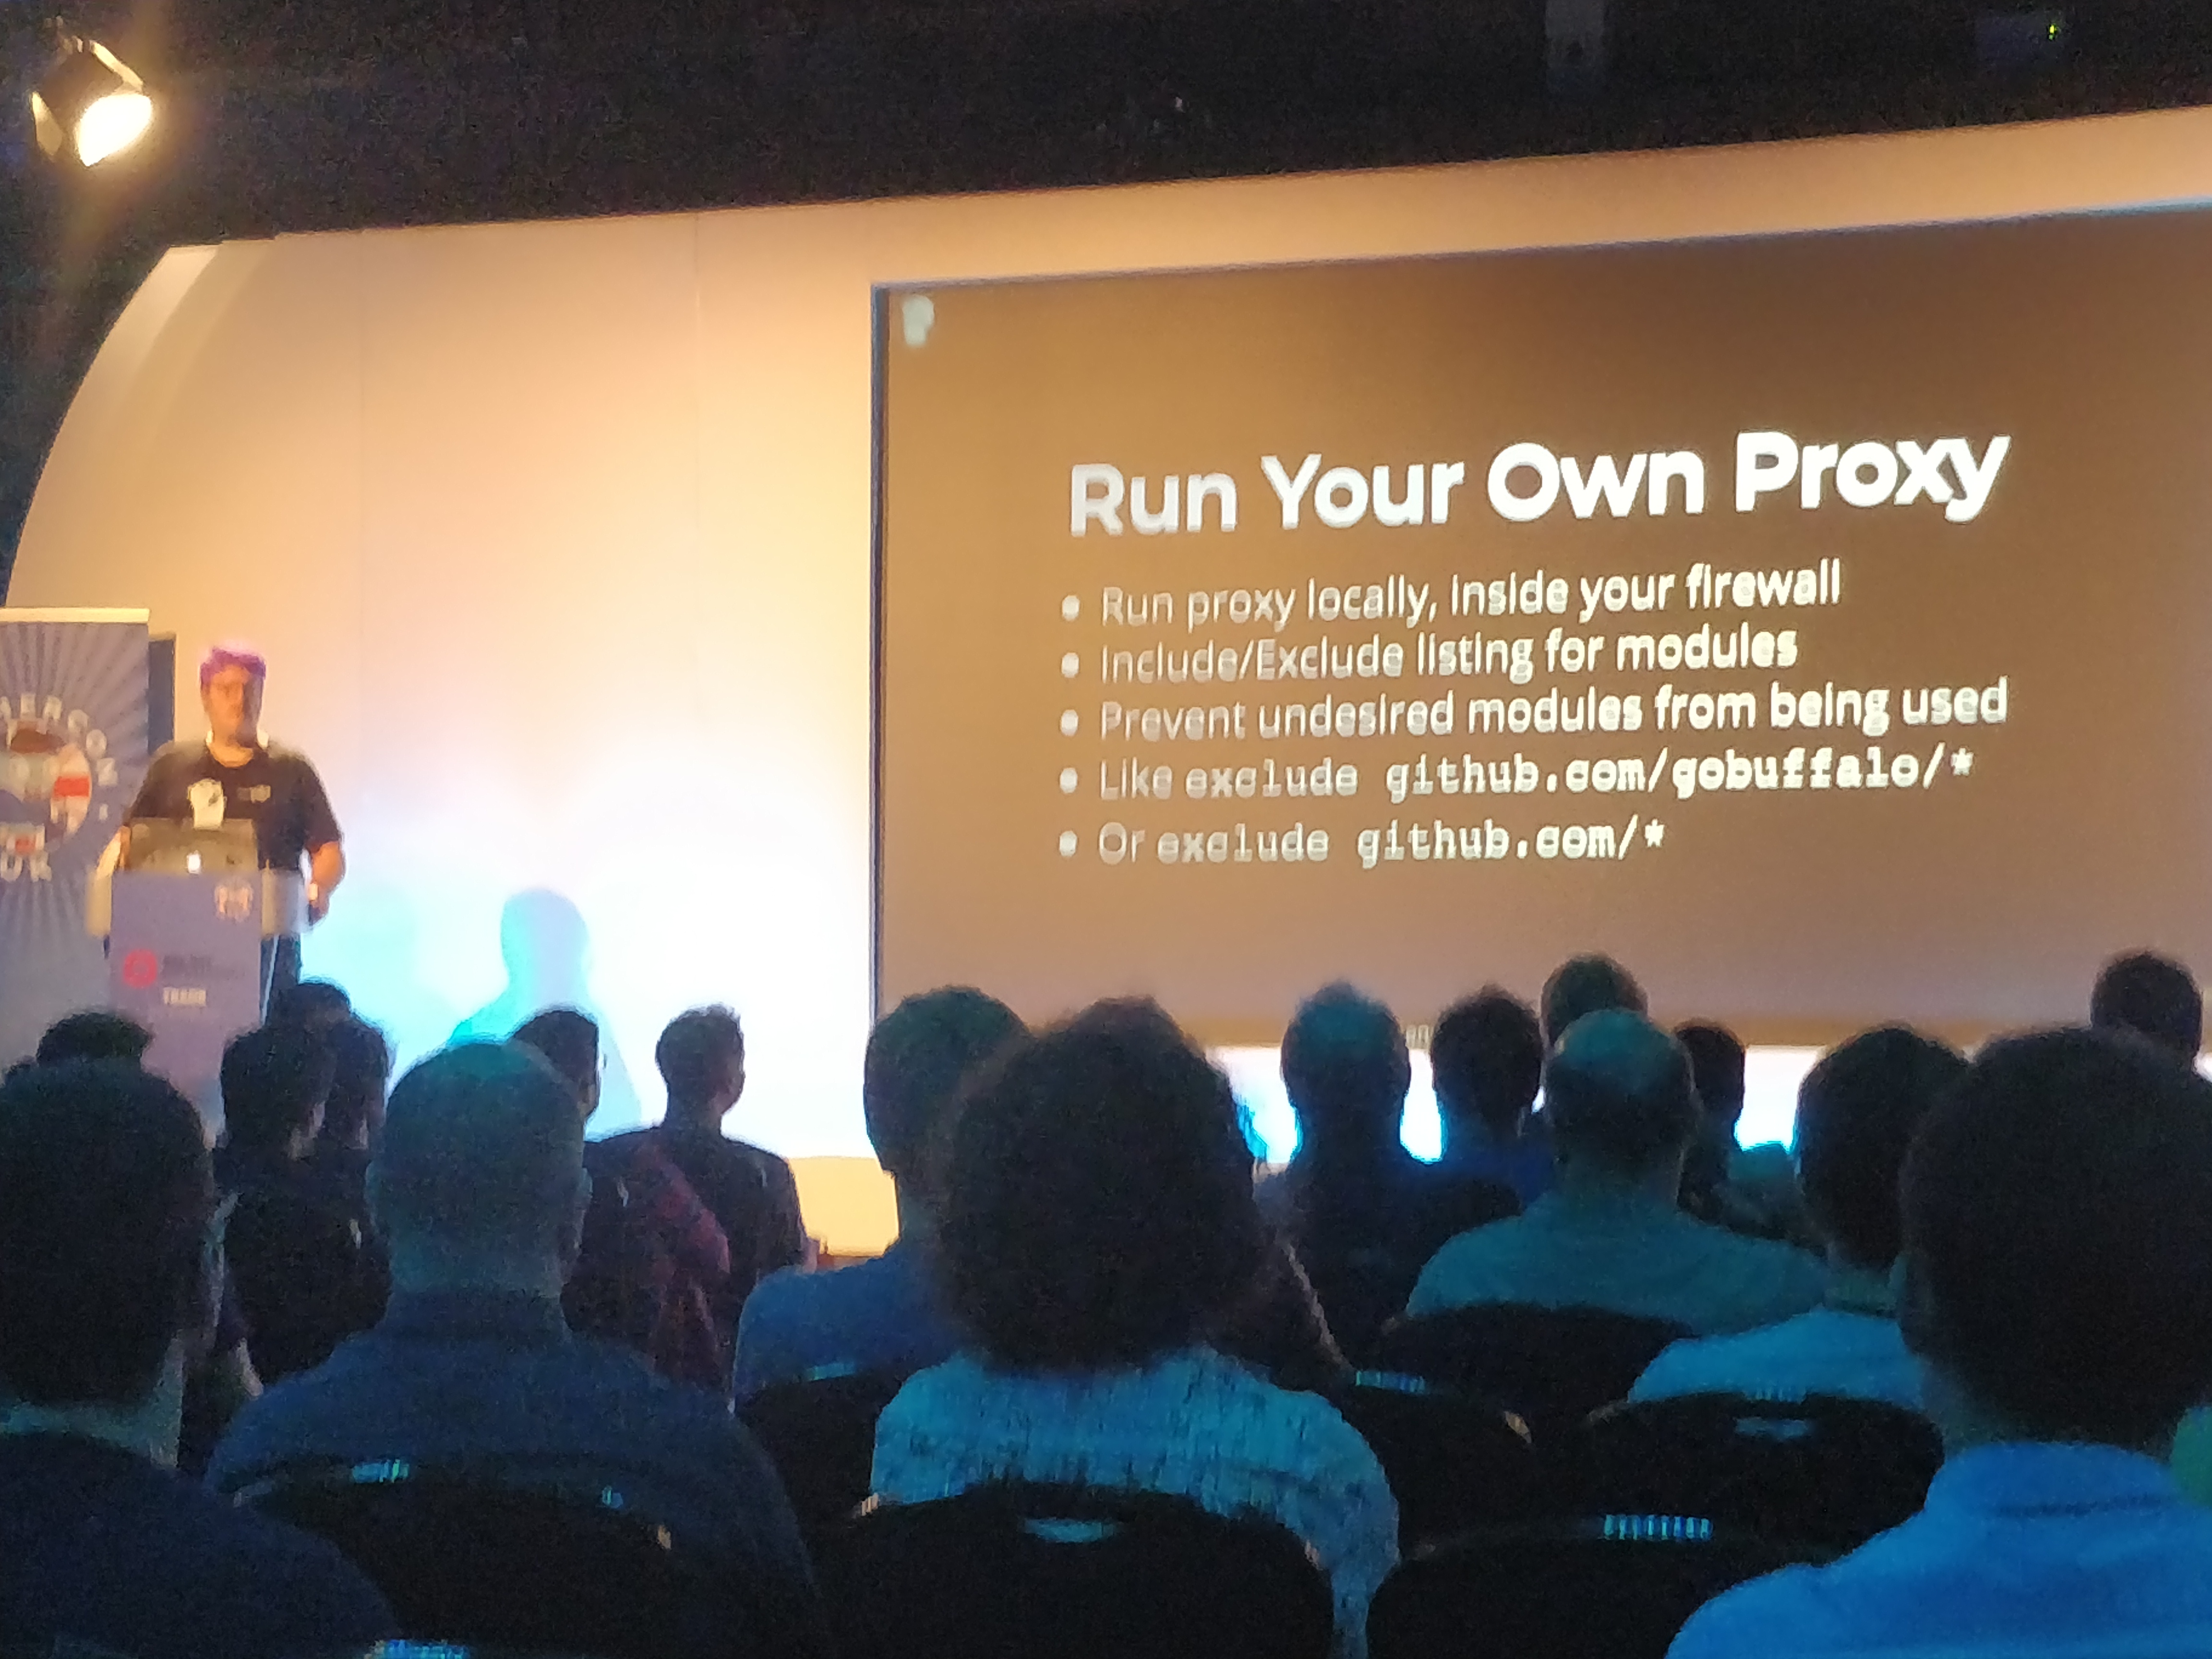 Run Your Own Proxy
• Run proxy locally, inside your firewall
• Include/Exclude listing for modules
• Prevent undesired modules from being used
• Like exclude github.com/gobuffalo/*
• Or exclude github.com/*
UK